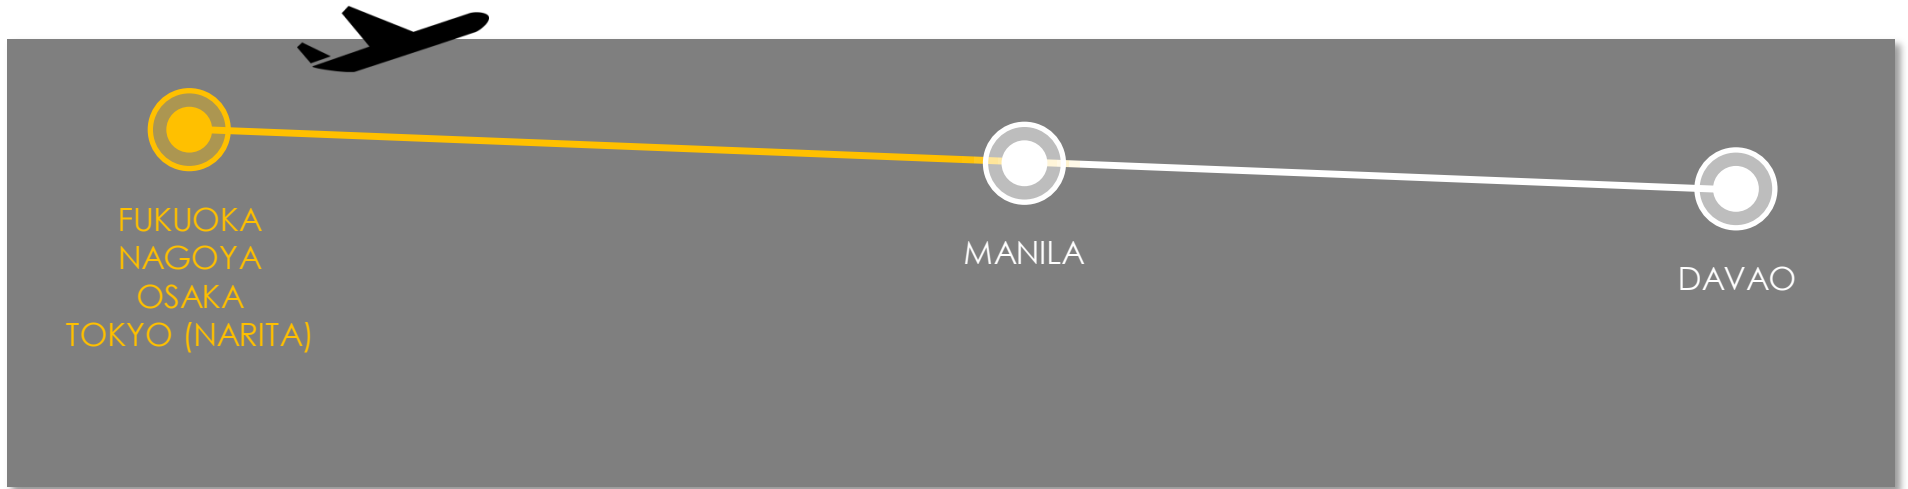 FUKUOKA
NAGOYA
OSAKA
TOKYO (NARITA)
MANILA
DAVAO